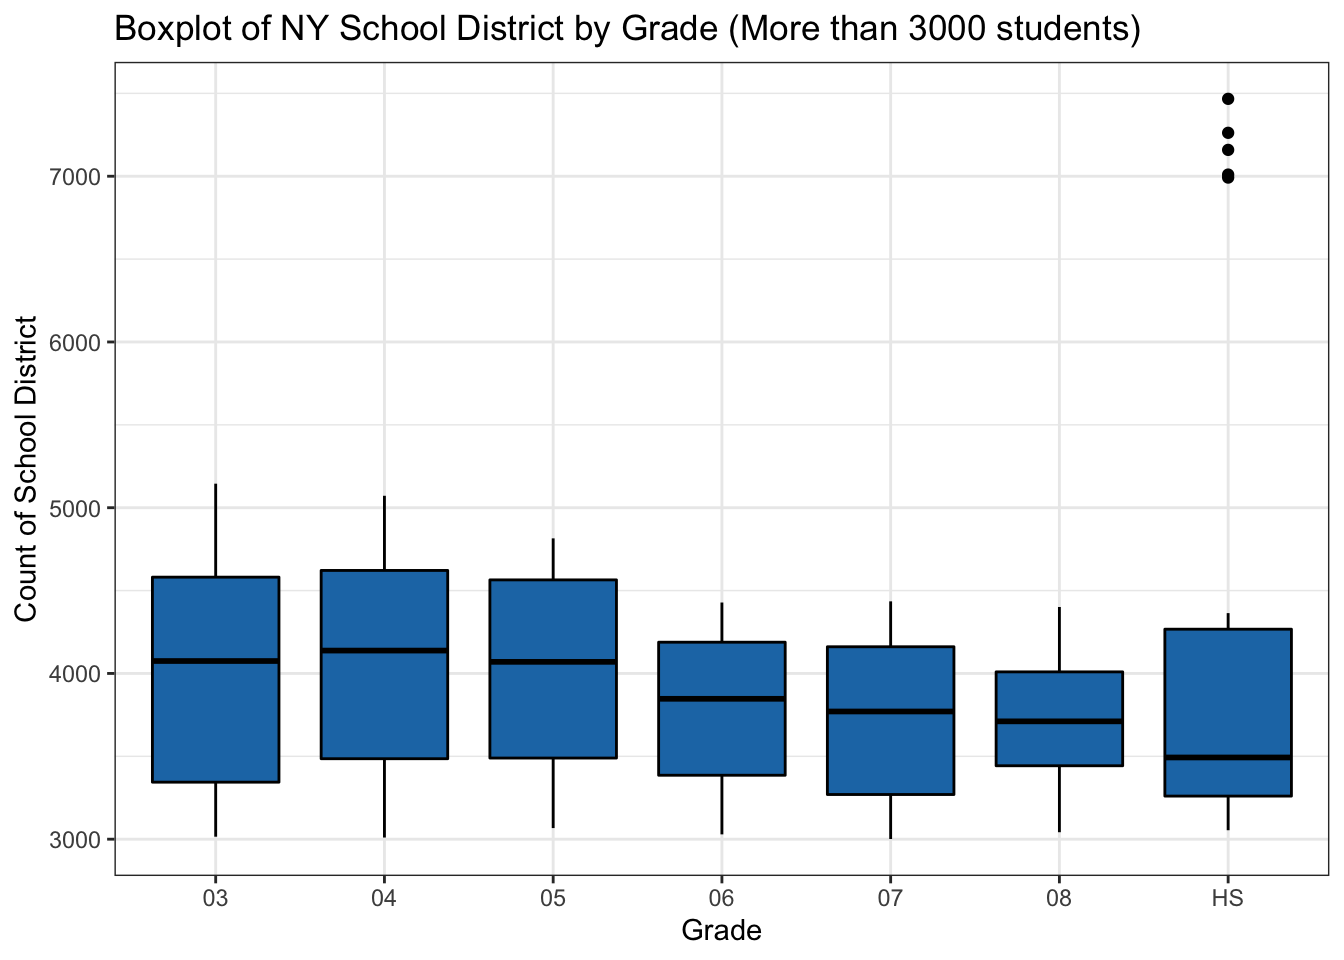 Boxplot of NY School District by Grade (More than 3000 students)
Count of School District
7000
6000
5000
4000
3000
03 04 05 06 07 08 HS
Grade